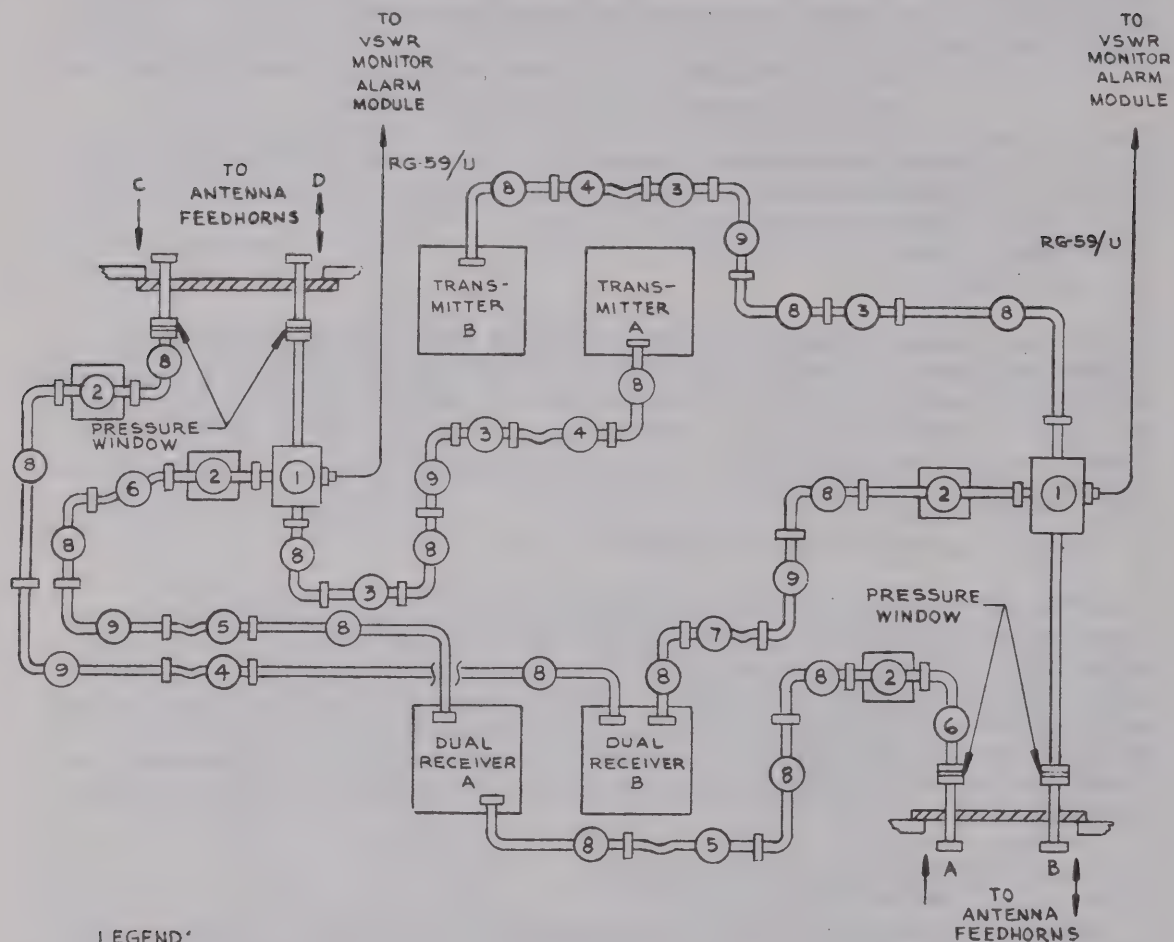 TO
VSWR
MONITOR
ALARM
MODULE
TO
VSWR
MONITOR
ALARM
MODULE
RG-59/U
RG-59/U
C
TO
ANTENNA
FEEDHORNS
D
8
4
3
9
8
3
8
TRANS-
MITTER
B
TRANS-
MITTER
A
8
2
8
PRESSURE
WINDOW
3
4
8
6
2
1
9
8
2
1
8
8
3
8
9
PRESSURE
WINDOW
9
5
8
7
9
4
8
8
8
2
6
DUAL
RECEIVER
A
DUAL
RECEIVER
B
8
8
5
A
B
TO
ANTENNA
FEEDHORNS
LEGEND: